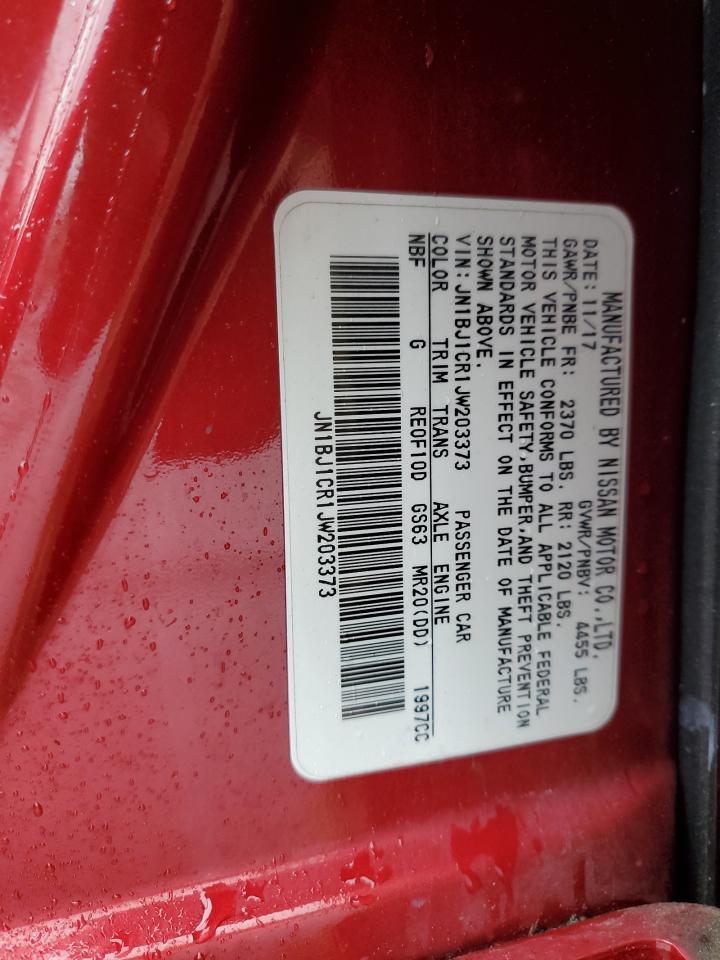 MANUFACTURED BY NISSAN MOTOR CO.,LTD.
DATE: 11/17 GVWR/PNBV: 4455 LBS.
GAWR/PNBE FR: 2370 LBS. RR: 2120 LBS.
THIS VEHICLE CONFORMS TO ALL APPLICABLE FEDERAL
MOTOR VEHICLE SAFETY,BUMPER,AND THEFT PREVENTION
STANDARDS IN EFFECT ON THE DATE OF MANUFACTURE
SHOWN ABOVE.
VIN:JN1BJ1CR1JW203373 PASSENGER CAR
COLOR TRIM TRANS AXLE ENGINE
NBF G RE0F10D GS63 MR20(DD) 1997CC
JN1BJ1CR1JW203373